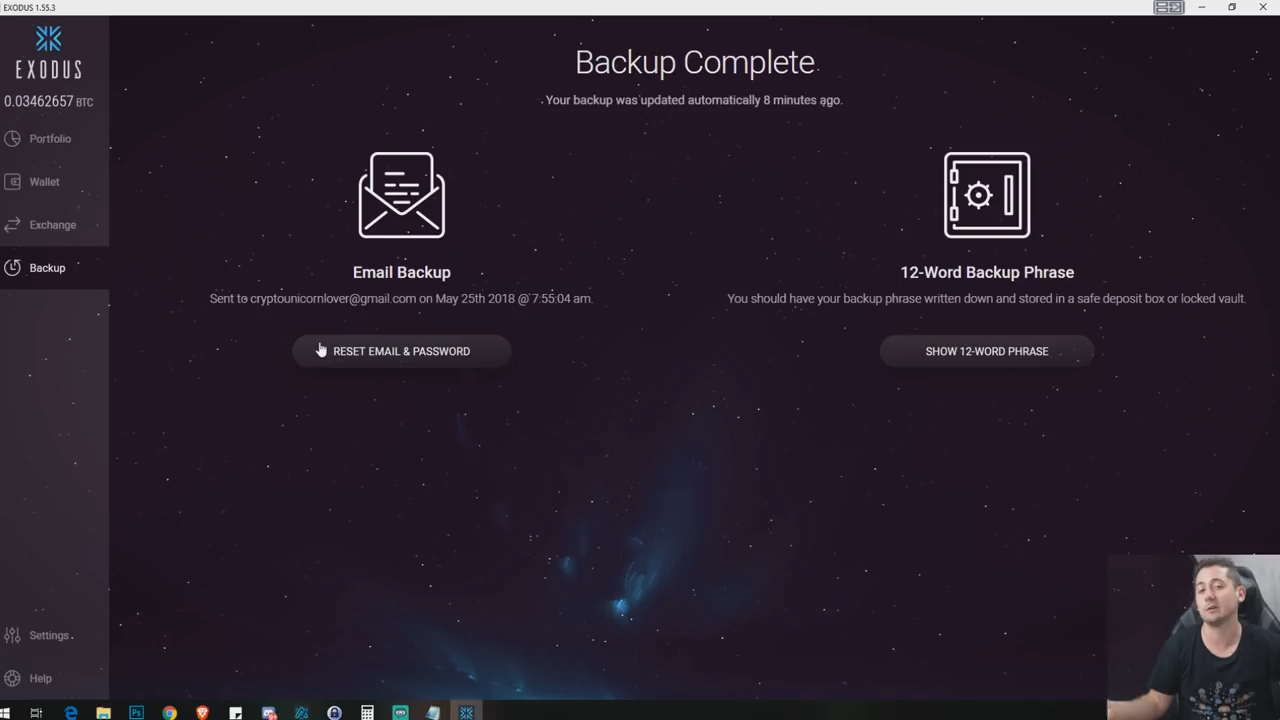 EXODUS 1.55.3
EXODUS
0.03462657 BTC
Portfolio
Wallet
Exchange
Backup
Settings
Help
Backup Complete
Your backup was updated automatically 8 minutes ago.
Email Backup
Sent to cryptounicornlover@gmail.com on May 25th 2018 @ 7:55:04 am.
RESET EMAIL & PASSWORD
12-Word Backup Phrase
You should have your backup phrase written down and stored in a safe deposit box or locked vault.
SHOW 12-WORD PHRASE
Ps